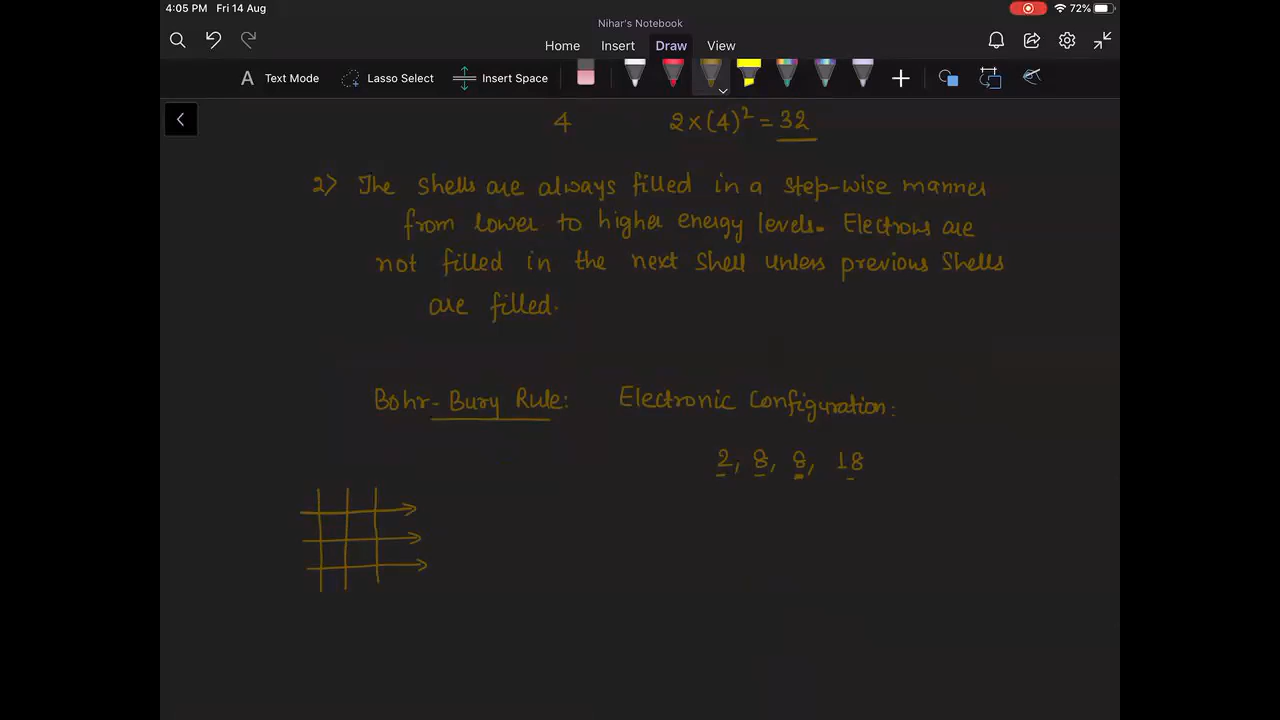 4:05 PM Fri 14 Aug
72%
Nihar's Notebook
Home Insert Draw View
A Text Mode Lasso Select Insert Space
4 2×(4)² = 32
2> The Shells are always filled in a step-wise manner
from lower to higher energy levels. Electrons are
not filled in the next Shell unless previous Shells
are filled.
Bohr-Bury Rule: Electronic Configuration:
2, 8, 8, 18